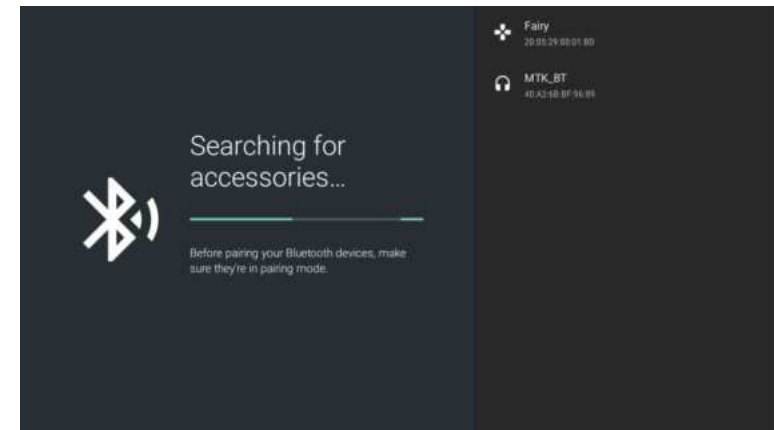 Searching for
accessories...
Before pairing your Bluetooth devices, make
sure they're in pairing mode.
Fairy
MTK_BT